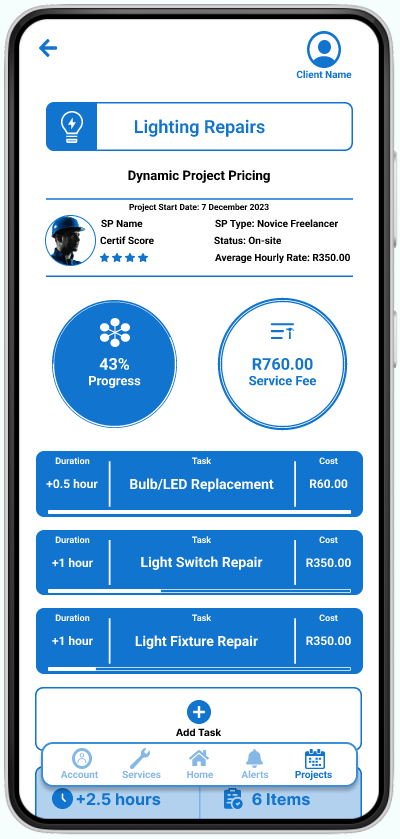 Client Name
Lighting Repairs
Dynamic Project Pricing
Project Start Date: 7 December 2023
SP Name
SP Type: Novice Freelancer
Certif Score
Status: On-site
Average Hourly Rate: R350.00
43%
Progress
R760.00
Service Fee
Duration Task Cost
+0.5 hour Bulb/LED Replacement R60.00
Duration Task Cost
+1 hour Light Switch Repair R350.00
Duration Task Cost
+1 hour Light Fixture Repair R350.00
Add Task
Account Services Home Alerts Projects
+2.5 hours 6 Items